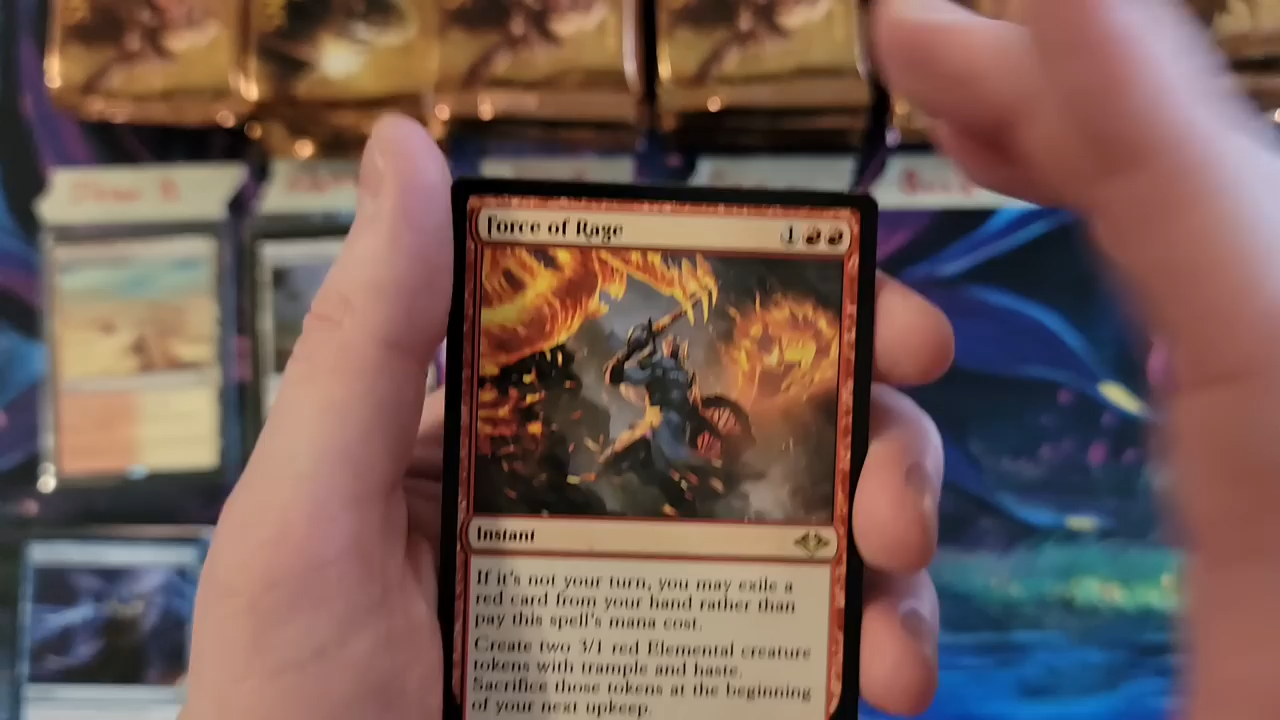 Force of Rage 1
Instant
If it's not your turn, you may exile a
red card from your hand rather than
pay this spell's mana cost.
Create two 3/1 red Elemental creature
tokens with trample and haste.
Sacrifice those tokens at the beginning
of your next upkeep.